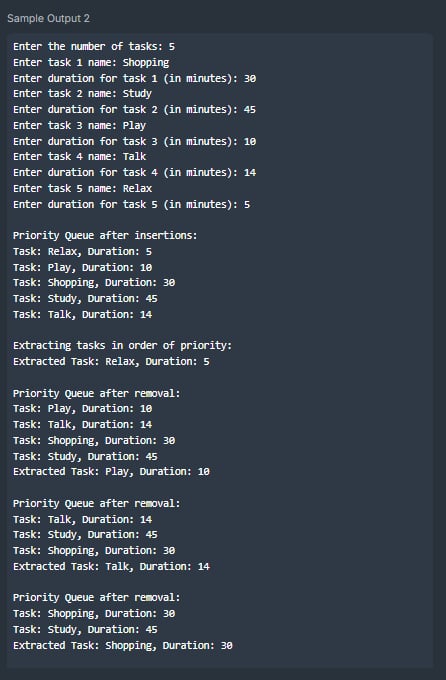 Sample Output 2
Enter the number of tasks: 5
Enter task 1 name: Shopping
Enter duration for task 1 (in minutes): 30
Enter task 2 name: Study
Enter duration for task 2 (in minutes): 45
Enter task 3 name: Play
Enter duration for task 3 (in minutes): 10
Enter task 4 name: Talk
Enter duration for task 4 (in minutes): 14
Enter task 5 name: Relax
Enter duration for task 5 (in minutes): 5
Priority Queue after insertions:
Task: Relax, Duration: 5
Task: Play, Duration: 10
Task: Shopping, Duration: 30
Task: Study, Duration: 45
Task: Talk, Duration: 14
Extracting tasks in order of priority:
Extracted Task: Relax, Duration: 5
Priority Queue after removal:
Task: Play, Duration: 10
Task: Talk, Duration: 14
Task: Shopping, Duration: 30
Task: Study, Duration: 45
Extracted Task: Play, Duration: 10
Priority Queue after removal:
Task: Talk, Duration: 14
Task: Study, Duration: 45
Task: Shopping, Duration: 30
Extracted Task: Talk, Duration: 14
Priority Queue after removal:
Task: Shopping, Duration: 30
Task: Study, Duration: 45
Extracted Task: Shopping, Duration: 30